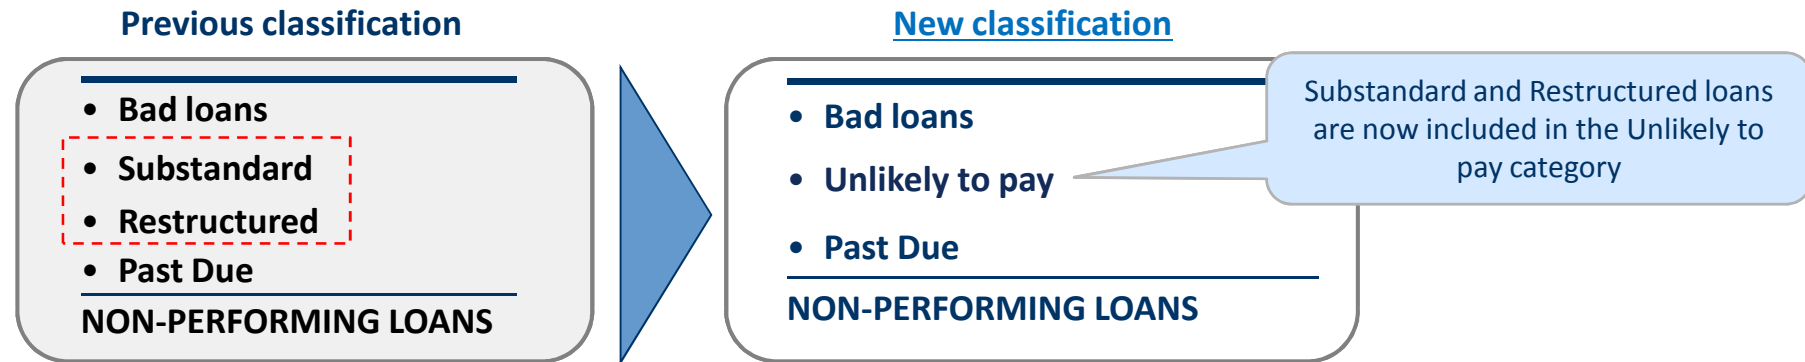 Previous classification
• Bad loans
• Substandard
• Restructured
• Past Due
NON-PERFORMING LOANS
New classification
• Bad loans
• Unlikely to pay
• Past Due
NON-PERFORMING LOANS
Substandard and Restructured loans
are now included in the Unlikely to
pay category